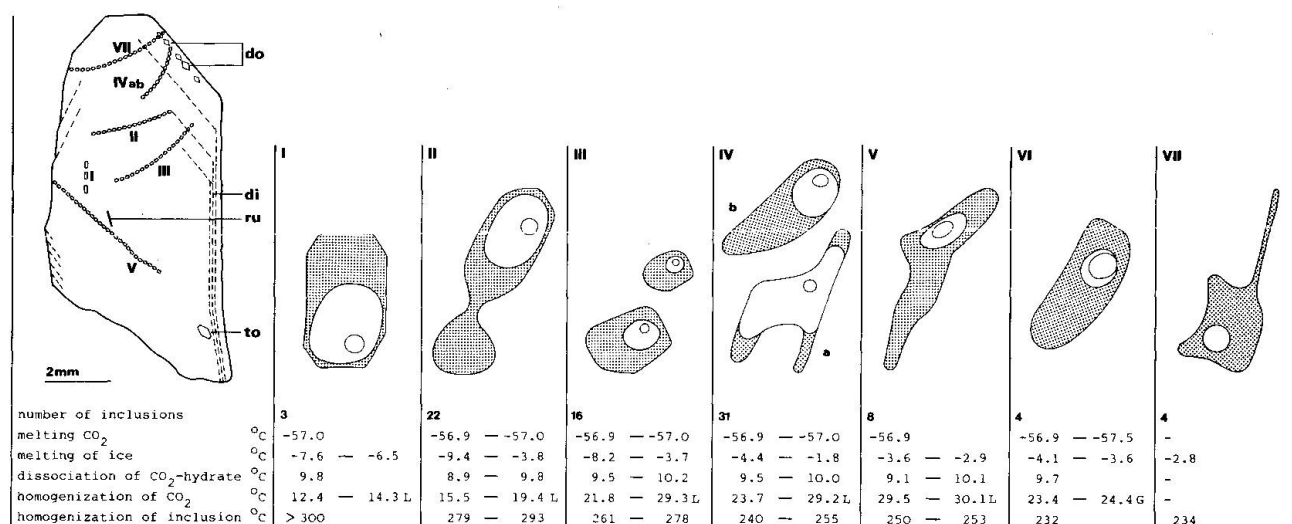 VII
do
IVab
II
I
III
di
ru
V
to
2mm
I II III IV V VI VII
b
a
number of inclusions 3 22 16 31 8 4 4
melting CO2 °C -57.0 -56.9 — -57.0 -56.9 — -57.0 -56.9 — -57.0 -56.9 -56.9 — -57.5 -
melting of ice °C -7.6 — -6.5 -9.4 — -3.8 -8.2 — -3.7 -4.4 — -1.8 -3.6 — -2.9 -4.1 — -3.6 -2.8
dissociation of CO2-hydrate °C 9.8 8.9 — 9.8 9.5 — 10.2 9.5 — 10.0 9.1 — 10.1 9.7 -
homogenization of CO2 °C 12.4 — 14.3 L 15.5 — 19.4 L 21.8 — 29.3 L 23.7 — 29.2 L 29.5 — 30.1 L 23.4 — 24.4 G -
homogenization of inclusion °C > 300 279 — 293 261 — 278 240 — 255 250 — 253 232 234